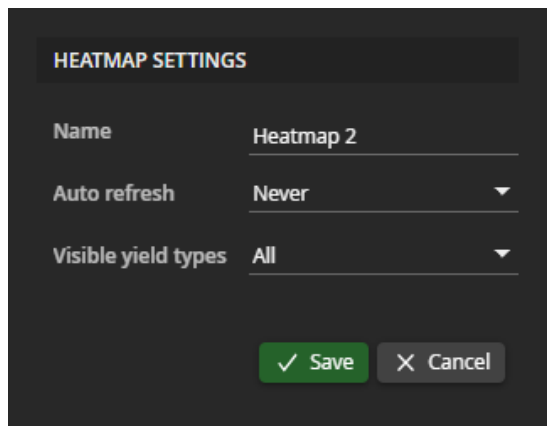 HEATMAP SETTINGS
Name Heatmap 2
Auto refresh Never
Visible yield types All
Save Cancel